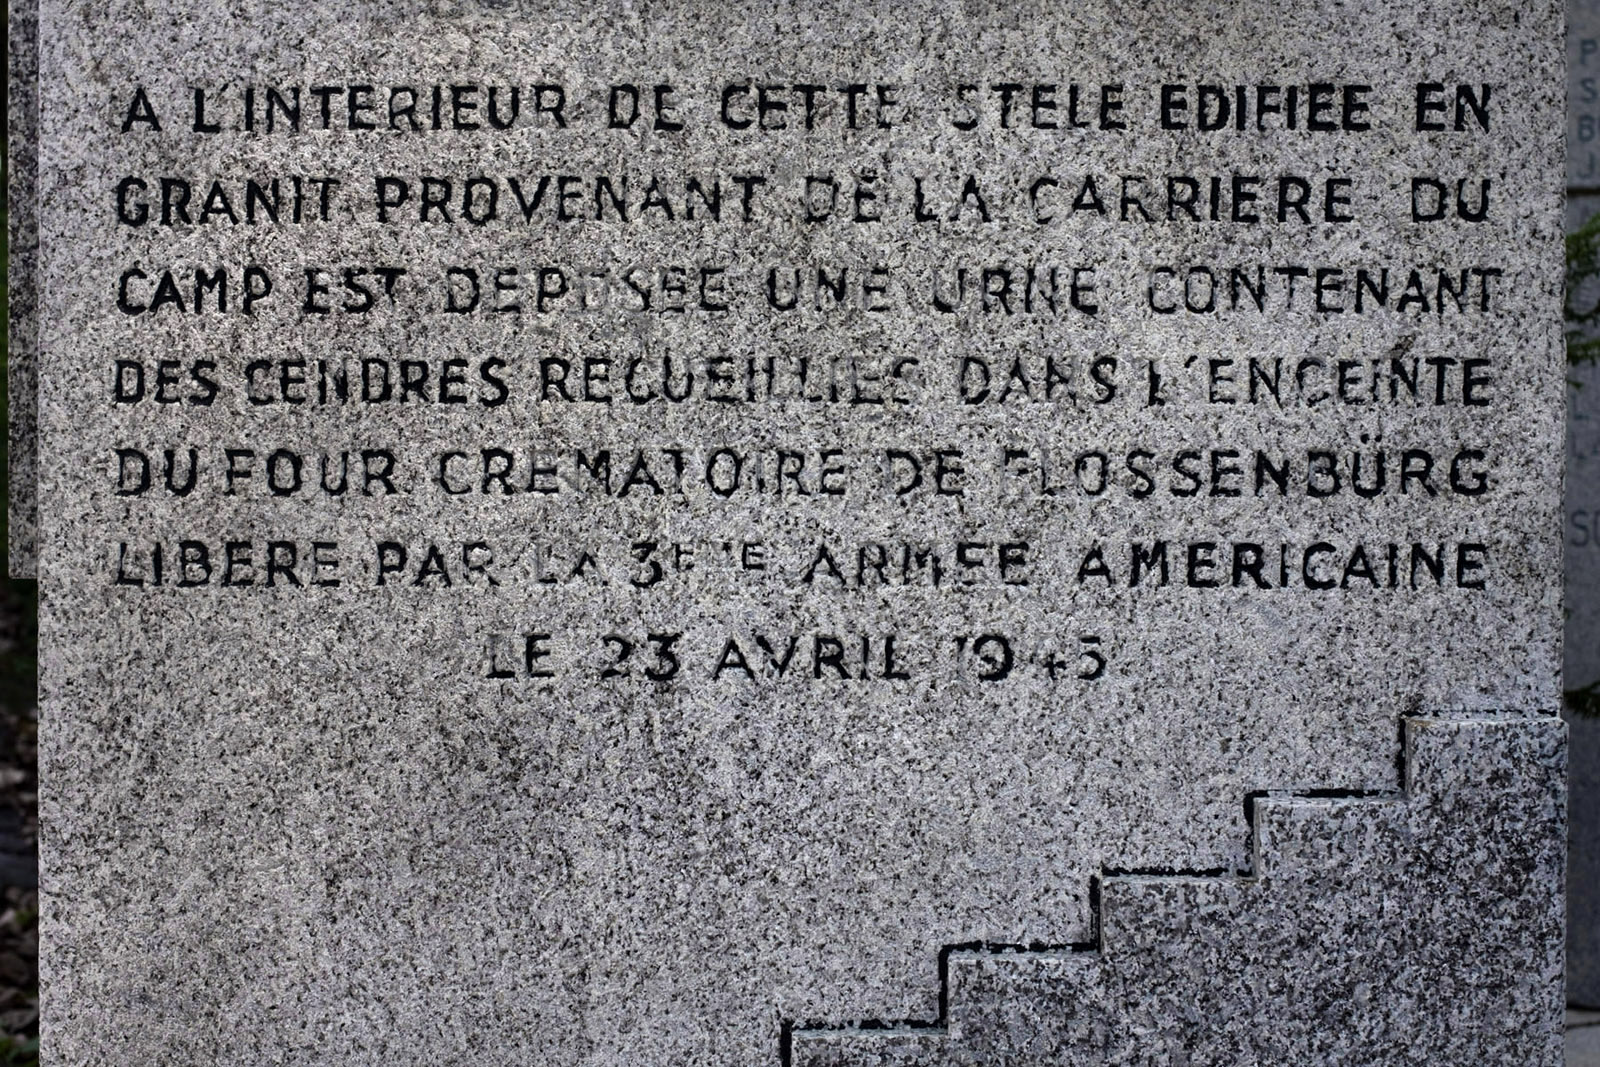 A L'INTERIEUR DE CETTE STELE EDIFIEE EN
GRANIT PROVENANT DE LA CARRIERE DU
CAMP EST DEPOSEE UNE URNE CONTENANT
DES CENDRES RECUEILLIES DANS L'ENCEINTE
DU FOUR CREMATOIRE DE FLOSSENBÜRG
LIBERE PAR LA 3EME ARMEE AMERICAINE
LE 23 AVRIL 1945